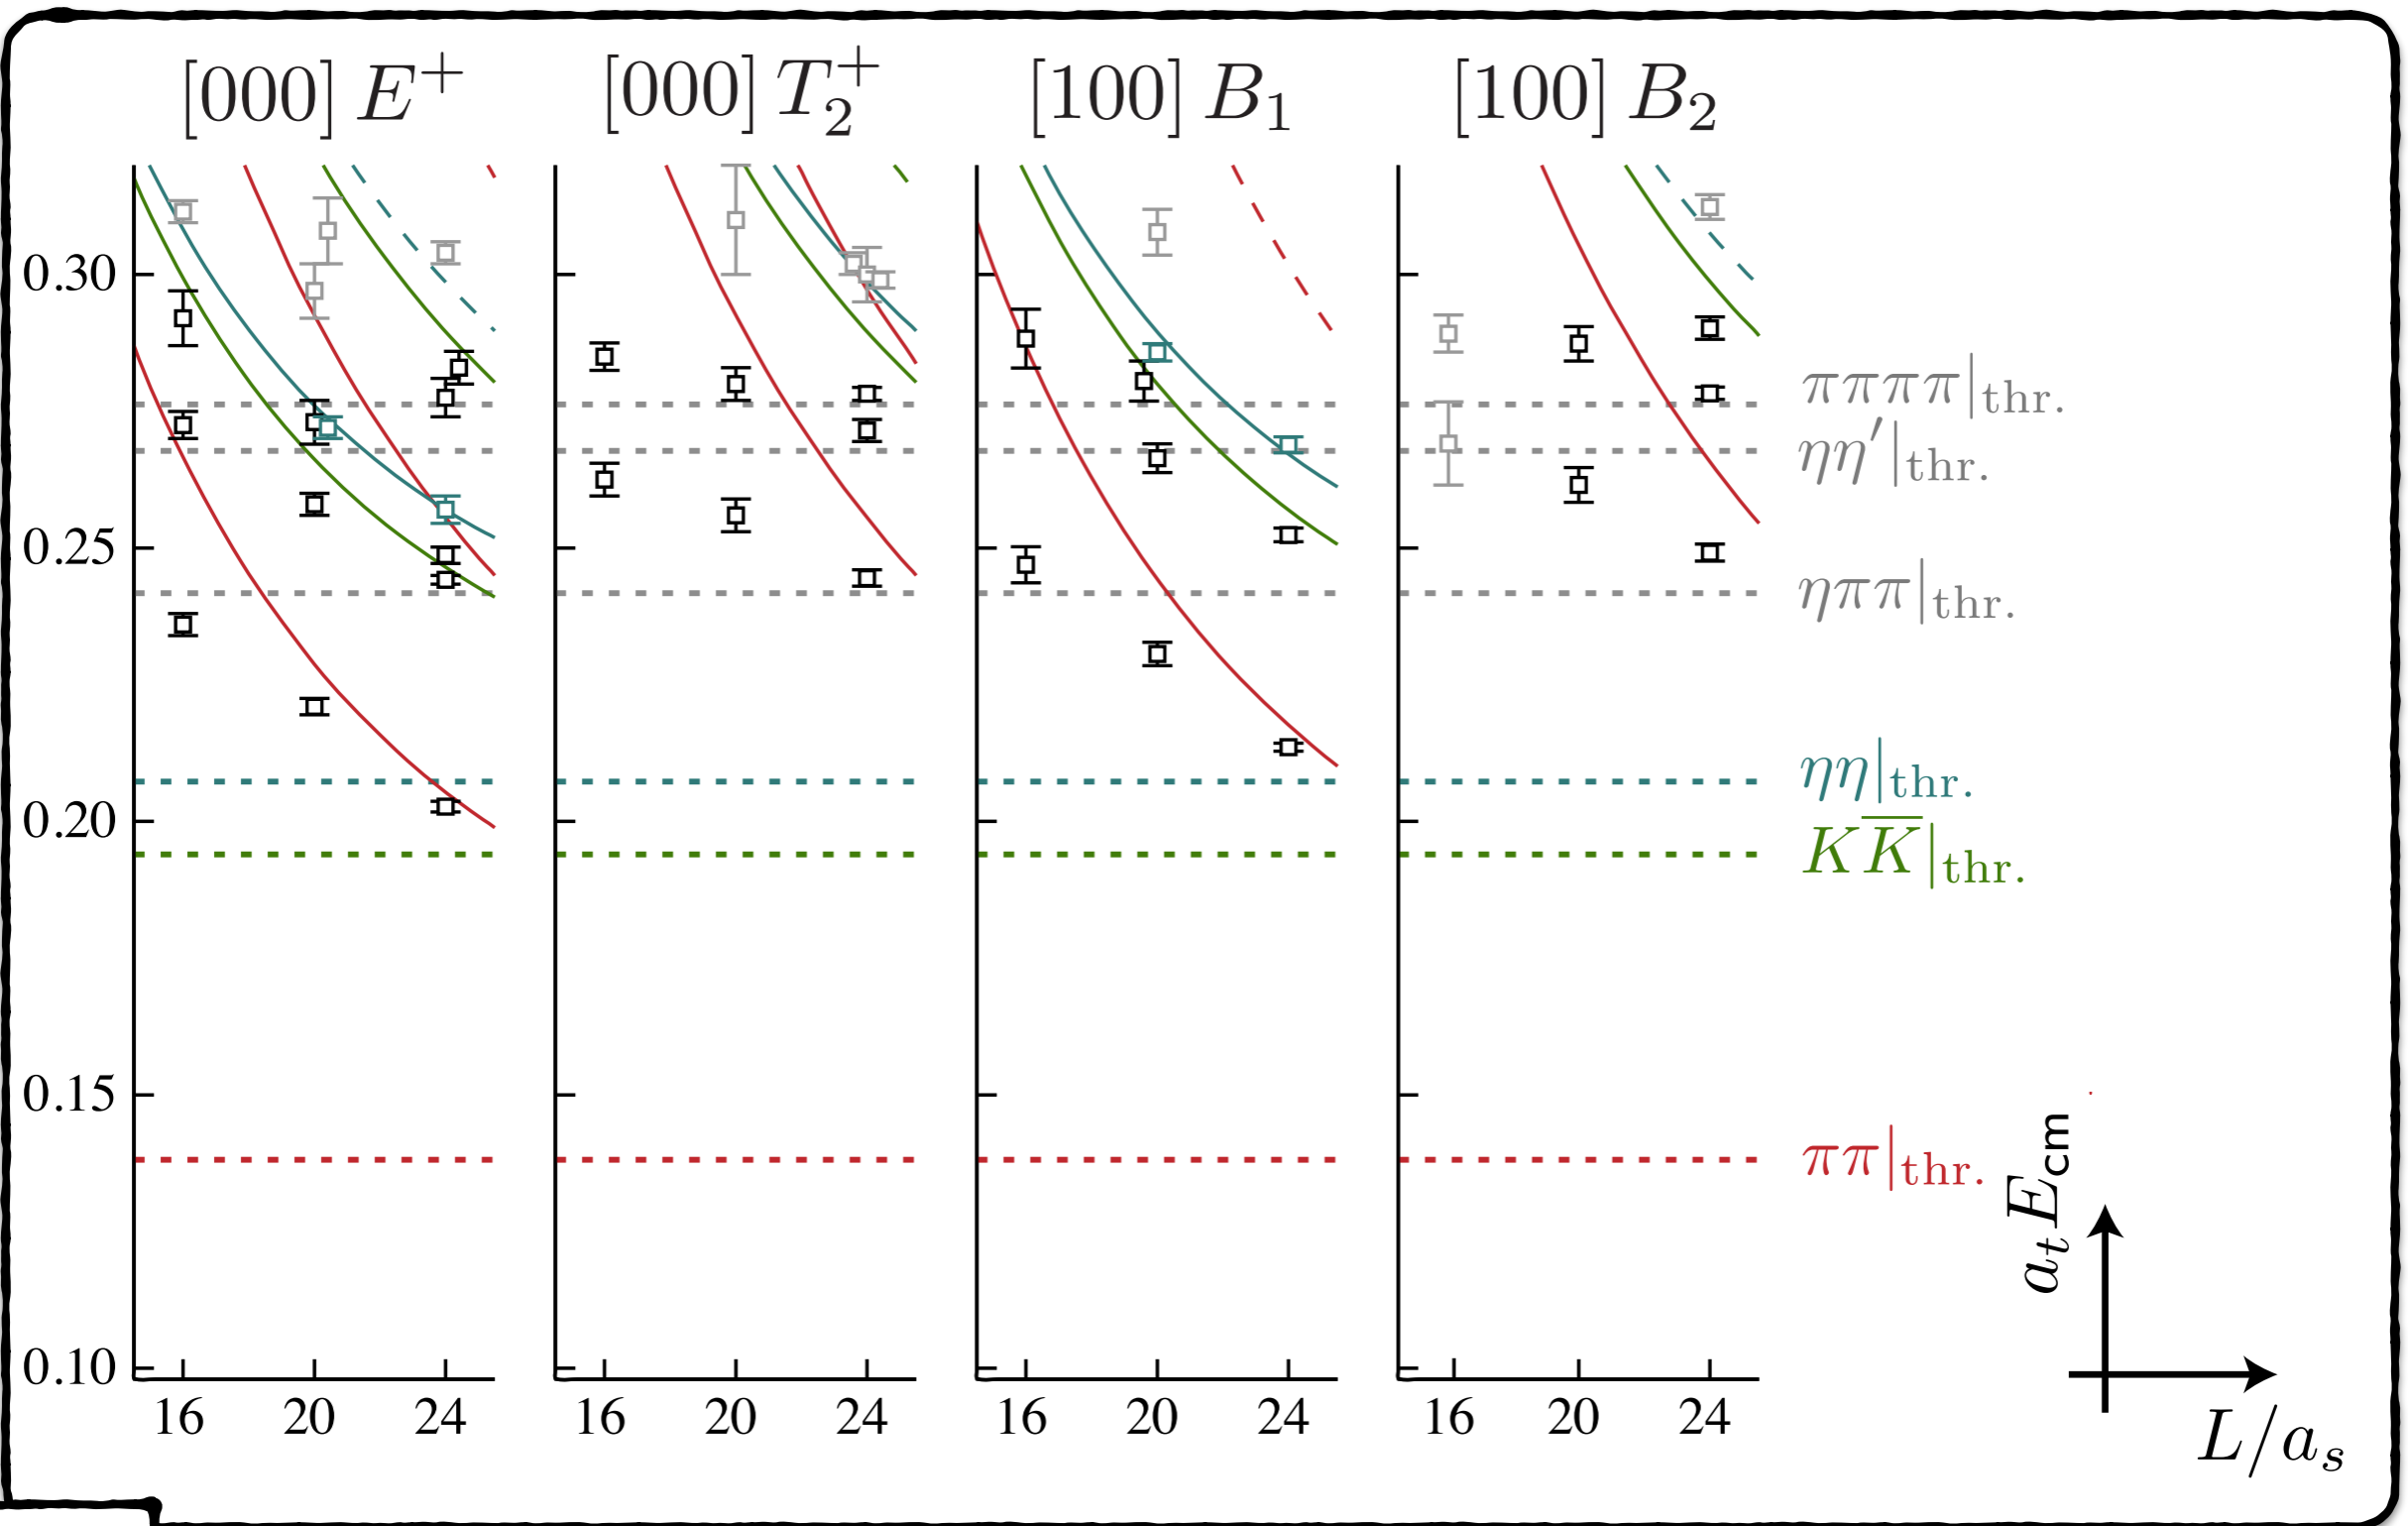 [000] E⁺ [000] T₂⁺ [100] B₁ [100] B₂
0.30
ππππ|thr.
ηη′|thr.
0.25
ηππ|thr.
ηη|thr.
0.20
KK̅|thr.
0.15
ππ|thr.
aₜ E_cm
0.10
16 20 24 16 20 24 16 20 24 16 20 24
L/aₛ